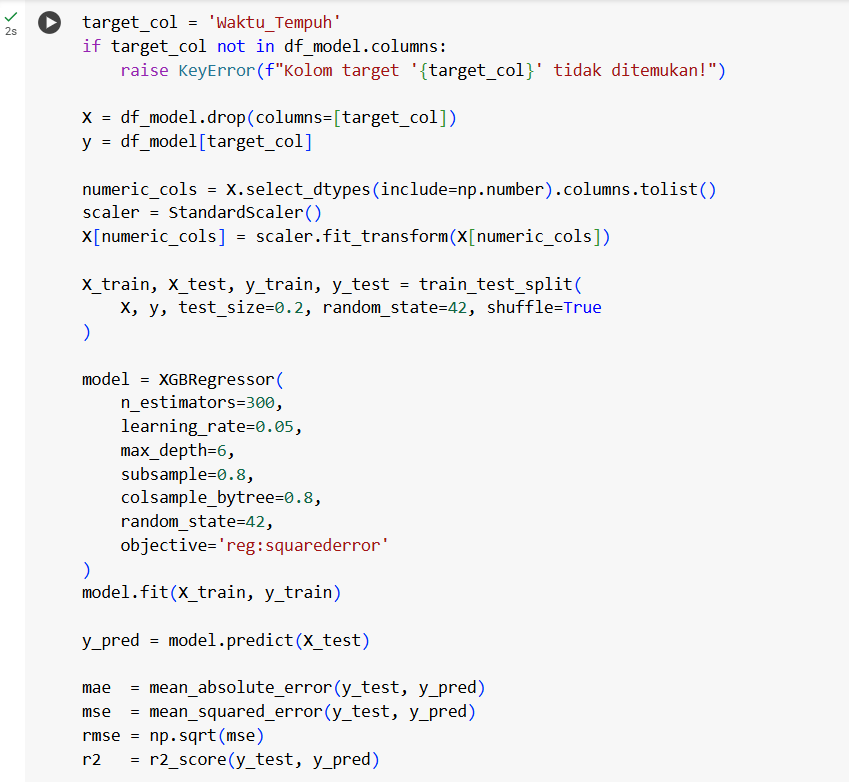 2s
target_col = 'Waktu_Tempuh'
if target_col not in df_model.columns:
    raise KeyError(f"Kolom target '{target_col}' tidak ditemukan!")

X = df_model.drop(columns=[target_col])
y = df_model[target_col]

numeric_cols = X.select_dtypes(include=np.number).columns.tolist()
scaler = StandardScaler()
X[numeric_cols] = scaler.fit_transform(X[numeric_cols])

X_train, X_test, y_train, y_test = train_test_split(
    X, y, test_size=0.2, random_state=42, shuffle=True
)

model = XGBRegressor(
    n_estimators=300,
    learning_rate=0.05,
    max_depth=6,
    subsample=0.8,
    colsample_bytree=0.8,
    random_state=42,
    objective='reg:squarederror'
)
model.fit(X_train, y_train)

y_pred = model.predict(X_test)

mae  = mean_absolute_error(y_test, y_pred)
mse  = mean_squared_error(y_test, y_pred)
rmse = np.sqrt(mse)
r2   = r2_score(y_test, y_pred)